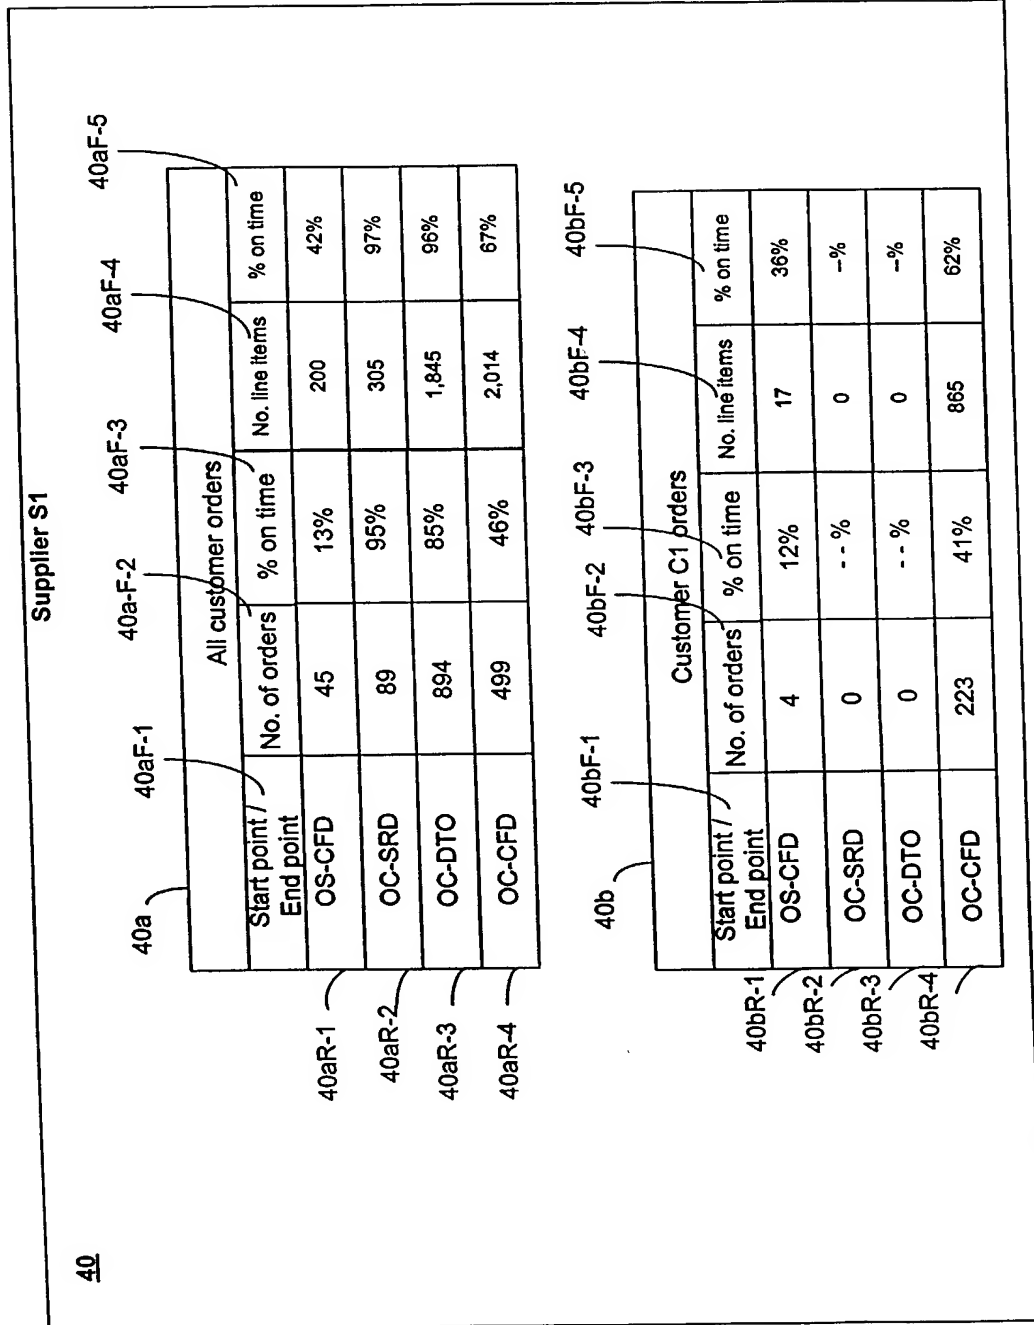 Supplier S1
40
40a
40aF-1
40a-F-2
40aF-3
40aF-4
40aF-5
All customer orders
Start point / End point No. of orders % on time No. line items % on time
40aR-1 OS-CFD 45 13% 200 42%
40aR-2 OC-SRD 89 95% 305 97%
40aR-3 OC-DTO 894 85% 1,845 96%
40aR-4 OC-CFD 499 46% 2,014 67%
40b
40bF-1
40bF-2
40bF-3
40bF-4
40bF-5
Customer C1 orders
Start point / End point No. of orders % on time No. line items % on time
40bR-1 OS-CFD 4 12% 17 36%
40bR-2 OC-SRD 0 - - % 0 --%
40bR-3 OC-DTO 0 - - % 0 --%
40bR-4 OC-CFD 223 41% 865 62%